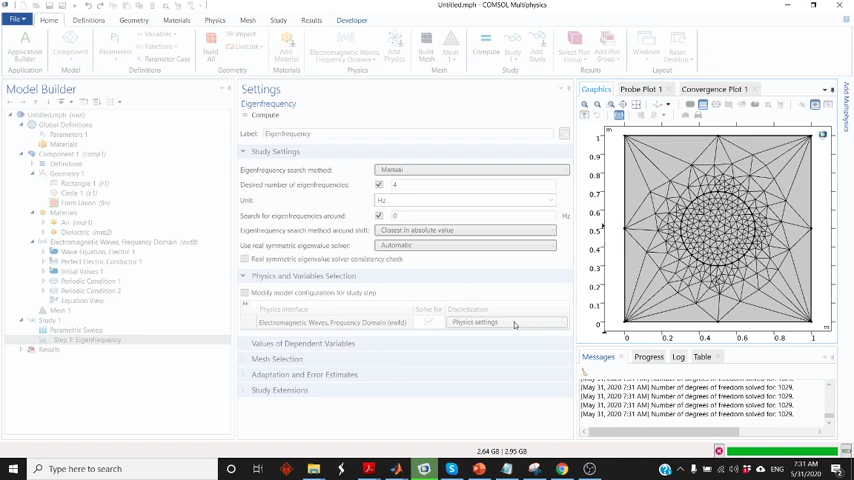 Untitled.mph - COMSOL Multiphysics
File
Home
Definitions
Geometry
Materials
Physics
Mesh
Study
Results
Developer
Application Builder
Component 1
Parameters
Variables
Functions
Parameter Case
Build All
Import
LiveLink
Add Material
Electromagnetic Waves, Frequency Domain
Add Physics
Build Mesh
Mesh 1
Compute
Study 1
Add Study
Select Plot Group
Add Plot Group
Windows
Reset Desktop
Application
Model
Definitions
Geometry
Materials
Physics
Mesh
Study
Results
Layout
Model Builder
Untitled.mph (root)
Global Definitions
Parameters 1
Materials
Component 1 (comp1)
Definitions
Geometry 1
Rectangle 1 (r1)
Circle 1 (c1)
Form Union (fin)
Materials
Air (mat1)
Dielectric (mat2)
Electromagnetic Waves, Frequency Domain (ewfd)
Wave Equation, Electric 1
Perfect Electric Conductor 1
Initial Values 1
Periodic Condition 1
Periodic Condition 2
Equation View
Mesh 1
Study 1
Parametric Sweep
Step 1: Eigenfrequency
Results
Settings
Eigenfrequency
= Compute
Label: Eigenfrequency
Study Settings
Eigenfrequency search method: Manual
Desired number of eigenfrequencies: 4
Unit: Hz
Search for eigenfrequencies around: 0 Hz
Eigenfrequency search method around shift: Closest in absolute value
Use real symmetric eigenvalue solver: Automatic
Real symmetric eigenvalue solver consistency check
Physics and Variables Selection
Modify model configuration for study step
Physics interface Solve for Discretization
Electromagnetic Waves, Frequency Domain (ewfd) Physics settings
Values of Dependent Variables
Mesh Selection
Adaptation and Error Estimates
Study Extensions
Graphics
Probe Plot 1
Convergence Plot 1
Add Multiphysics
m
1
0.9
0.8
0.7
0.6
0.5
0.4
0.3
0.2
0.1
0
0 0.2 0.4 0.6 0.8 1
m
Messages
Progress
Log
Table
[May 31, 2020 7:31 AM] Number of degrees of freedom solved for: 1029.
[May 31, 2020 7:31 AM] Number of degrees of freedom solved for: 1029.
[May 31, 2020 7:31 AM] Number of degrees of freedom solved for: 1029.
[May 31, 2020 7:31 AM] Number of degrees of freedom solved for: 1029.
2.64 GB | 2.95 GB
Type here to search
ENG
7:31 AM
5/31/2020